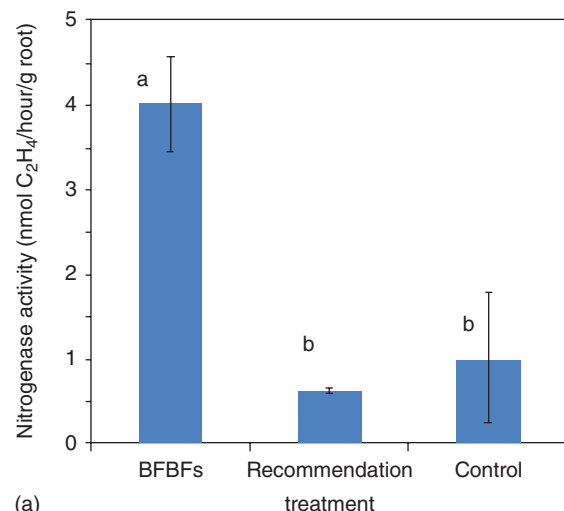 Nitrogenase activity (nmol C₂H₄/hour/g root)
5
4
3
2
1
0
a
b
b
BFBFs Recommendation Control
(a) treatment